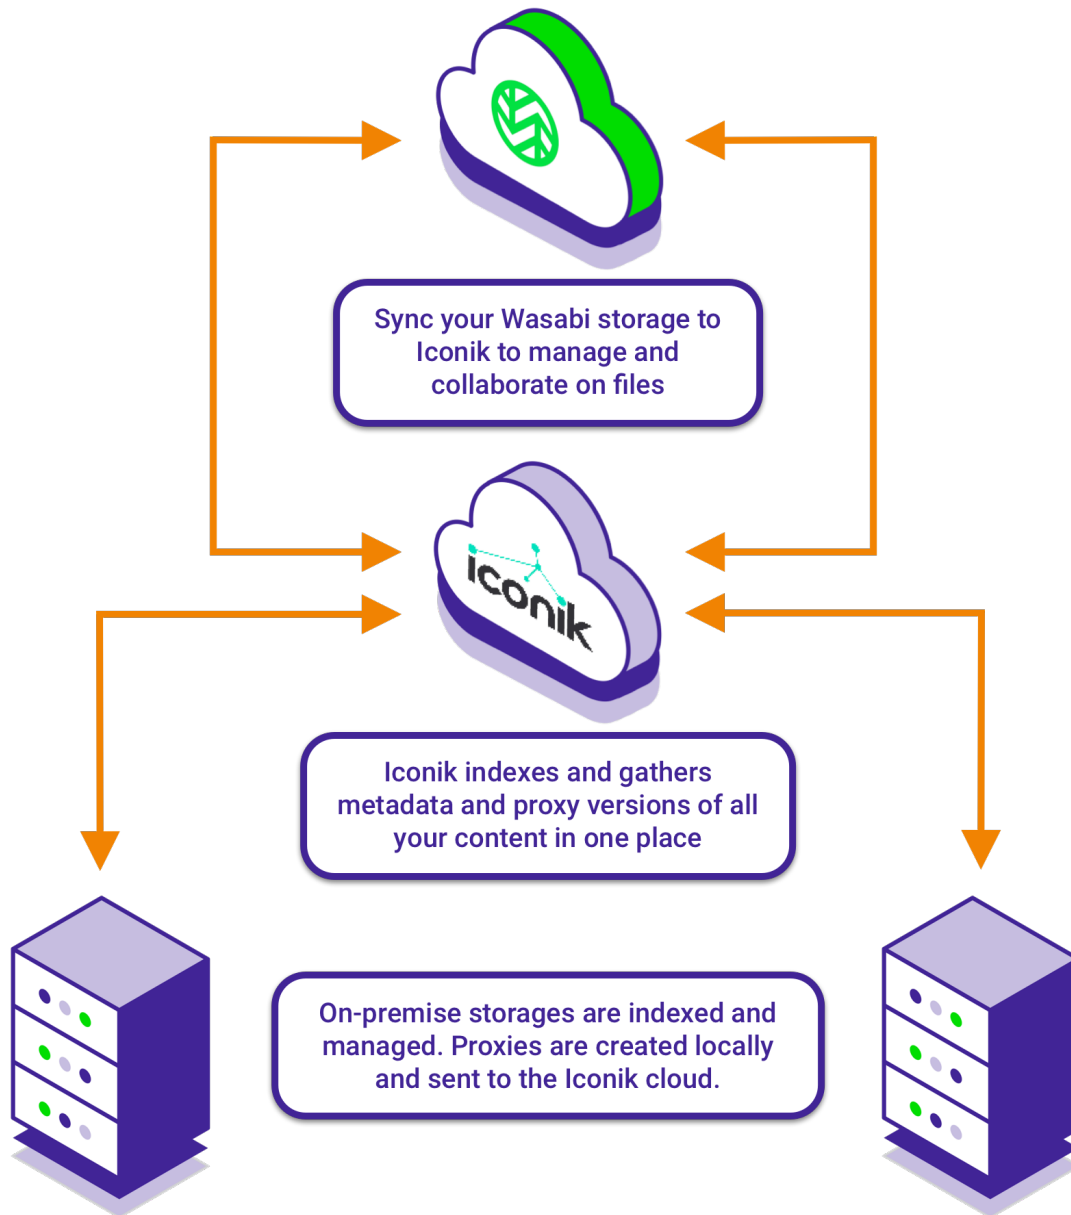 Sync your Wasabi storage to
Iconik to manage and
collaborate on files
iconik
Iconik indexes and gathers
metadata and proxy versions of all
your content in one place
On-premise storages are indexed and
managed. Proxies are created locally
and sent to the Iconik cloud.